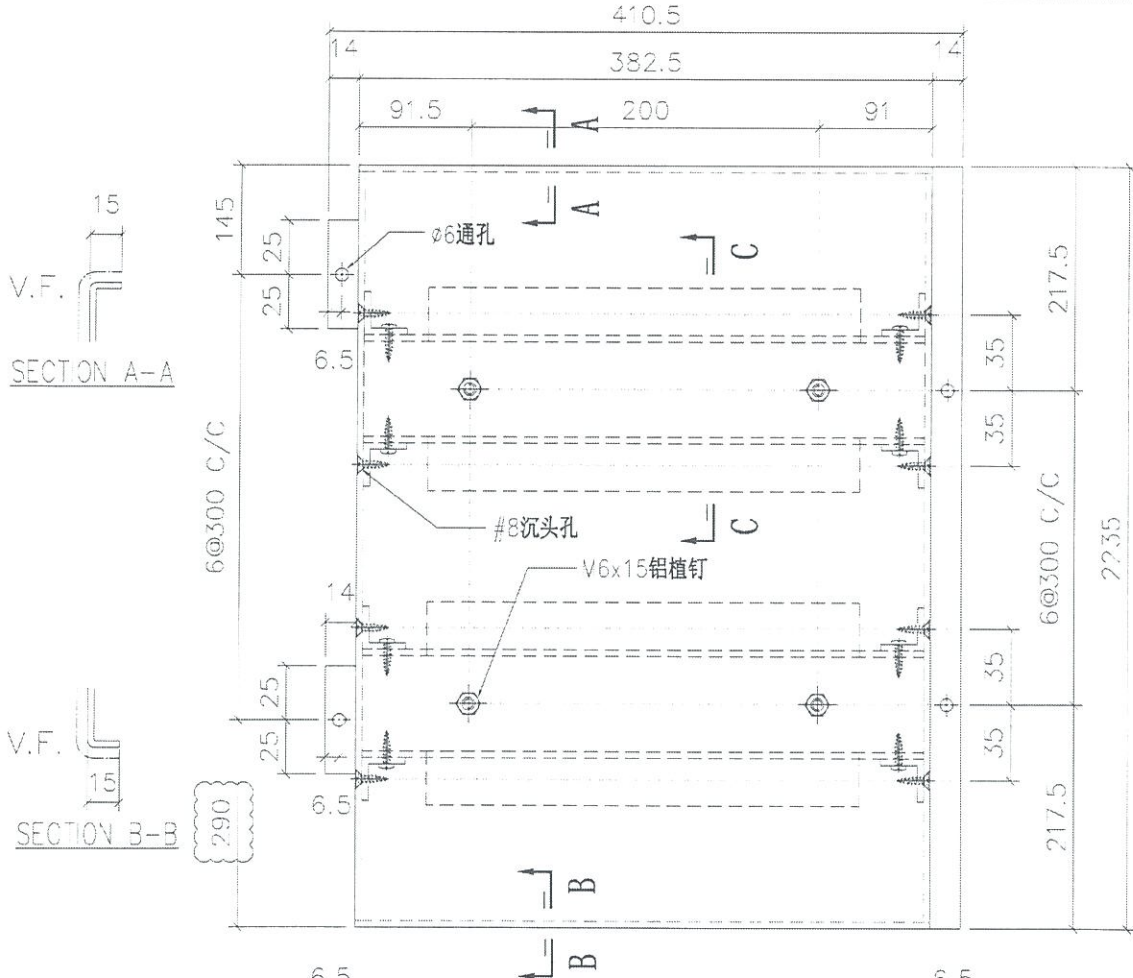 410.5
14
14
382.5
91.5
200
91
A
A
15
145
25
ø6通孔
C
V.F.
25
217.5
SECTION A-A
6.5
35
35
6@300 C/C
#8沉头孔
C
V6x15铝植钉
6@300 C/C
2235
14
25
35
V.F.
25
35
15
6.5
290
SECTION B-B
217.5
B
B
6.5
6.5